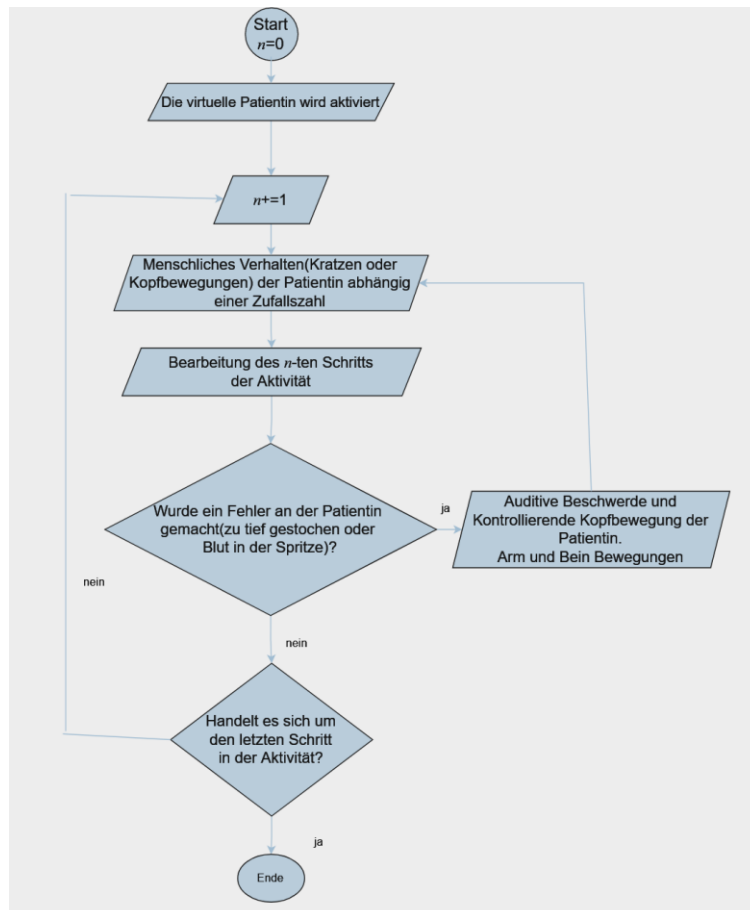 Start
n=0
Die virtuelle Patientin wird aktiviert
n+=1
Menschliches Verhalten(Kratzen oder
Kopfbewegungen) der Patientin abhängig
einer Zufallszahl
Bearbeitung des n-ten Schritts
der Aktivität
Wurde ein Fehler an der Patientin
gemacht(zu tief gestochen oder
Blut in der Spritze)?
ja
Auditive Beschwerde und
Kontrollierende Kopfbewegung der
Patientin.
Arm und Bein Bewegungen
nein
nein
Handelt es sich um
den letzten Schritt
in der Aktivität?
ja
Ende